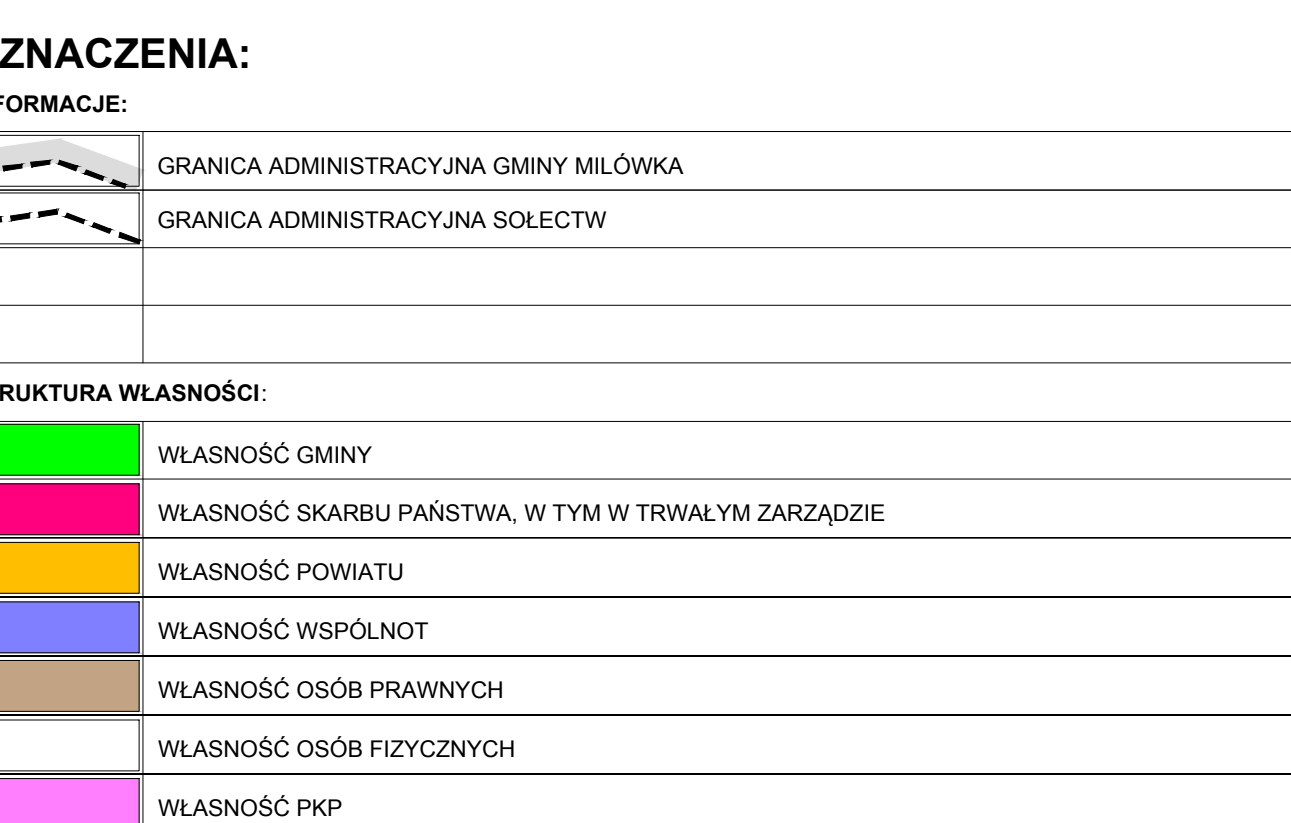 ZNACZENIA:
FORMACJE:
GRANICA ADMINISTRACYJNA GMINY MILÓWKA
GRANICA ADMINISTRACYJNA SOŁECTW
RUKTURA WŁASNOŚCI:
WŁASNOŚĆ GMINY
WŁASNOŚĆ SKARBU PAŃSTWA, W TYM W TRWAŁYM ZARZĄDZIE
WŁASNOŚĆ POWIATU
WŁASNOŚĆ WSPÓLNOT
WŁASNOŚĆ OSÓB PRAWNYCH
WŁASNOŚĆ OSÓB FIZYCZNYCH
WŁASNOŚĆ PKP